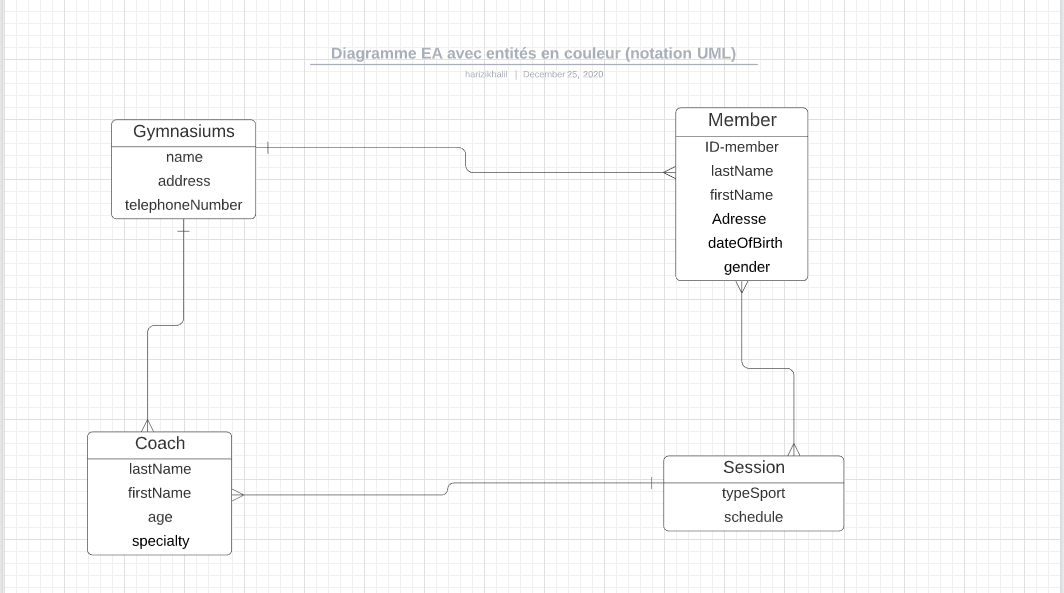 Diagramme EA avec entités en couleur (notation UML)
harizikhalil | December 25, 2020
Gymnasiums
name
address
telephoneNumber
Member
ID-member
lastName
firstName
Adresse
dateOfBirth
gender
Coach
lastName
firstName
age
specialty
Session
typeSport
schedule